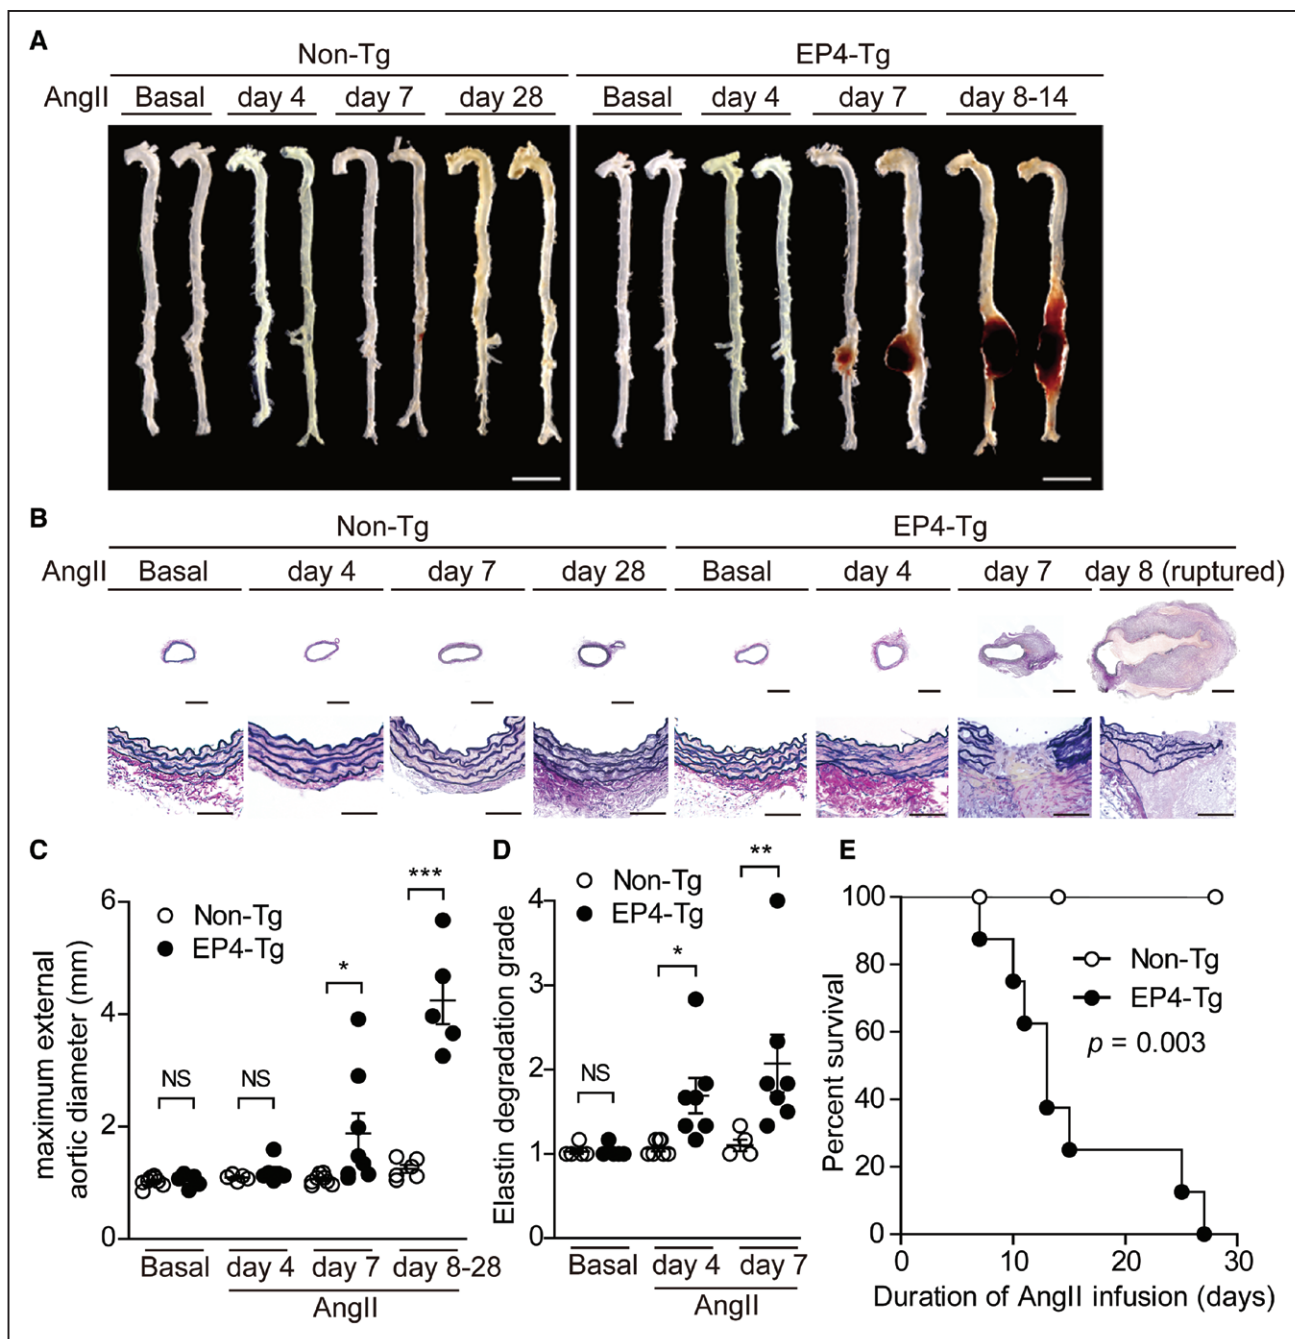 A
Non-Tg EP4-Tg
AngII Basal day 4 day 7 day 28 Basal day 4 day 7 day 8-14
B
Non-Tg EP4-Tg
AngII Basal day 4 day 7 day 28 Basal day 4 day 7 day 8 (ruptured)
C
maximum external
aortic diameter (mm)
6
4
2
0
Non-Tg
EP4-Tg
NS NS * ***
Basal day 4 day 7 day 8-28
AngII
D
Elastin degradation grade
4
3
2
1
0
Non-Tg
EP4-Tg
NS * **
Basal day 4 day 7
AngII
E
Percent survival
100
80
60
40
20
0
Non-Tg
EP4-Tg
p = 0.003
0 10 20 30
Duration of AngII infusion (days)